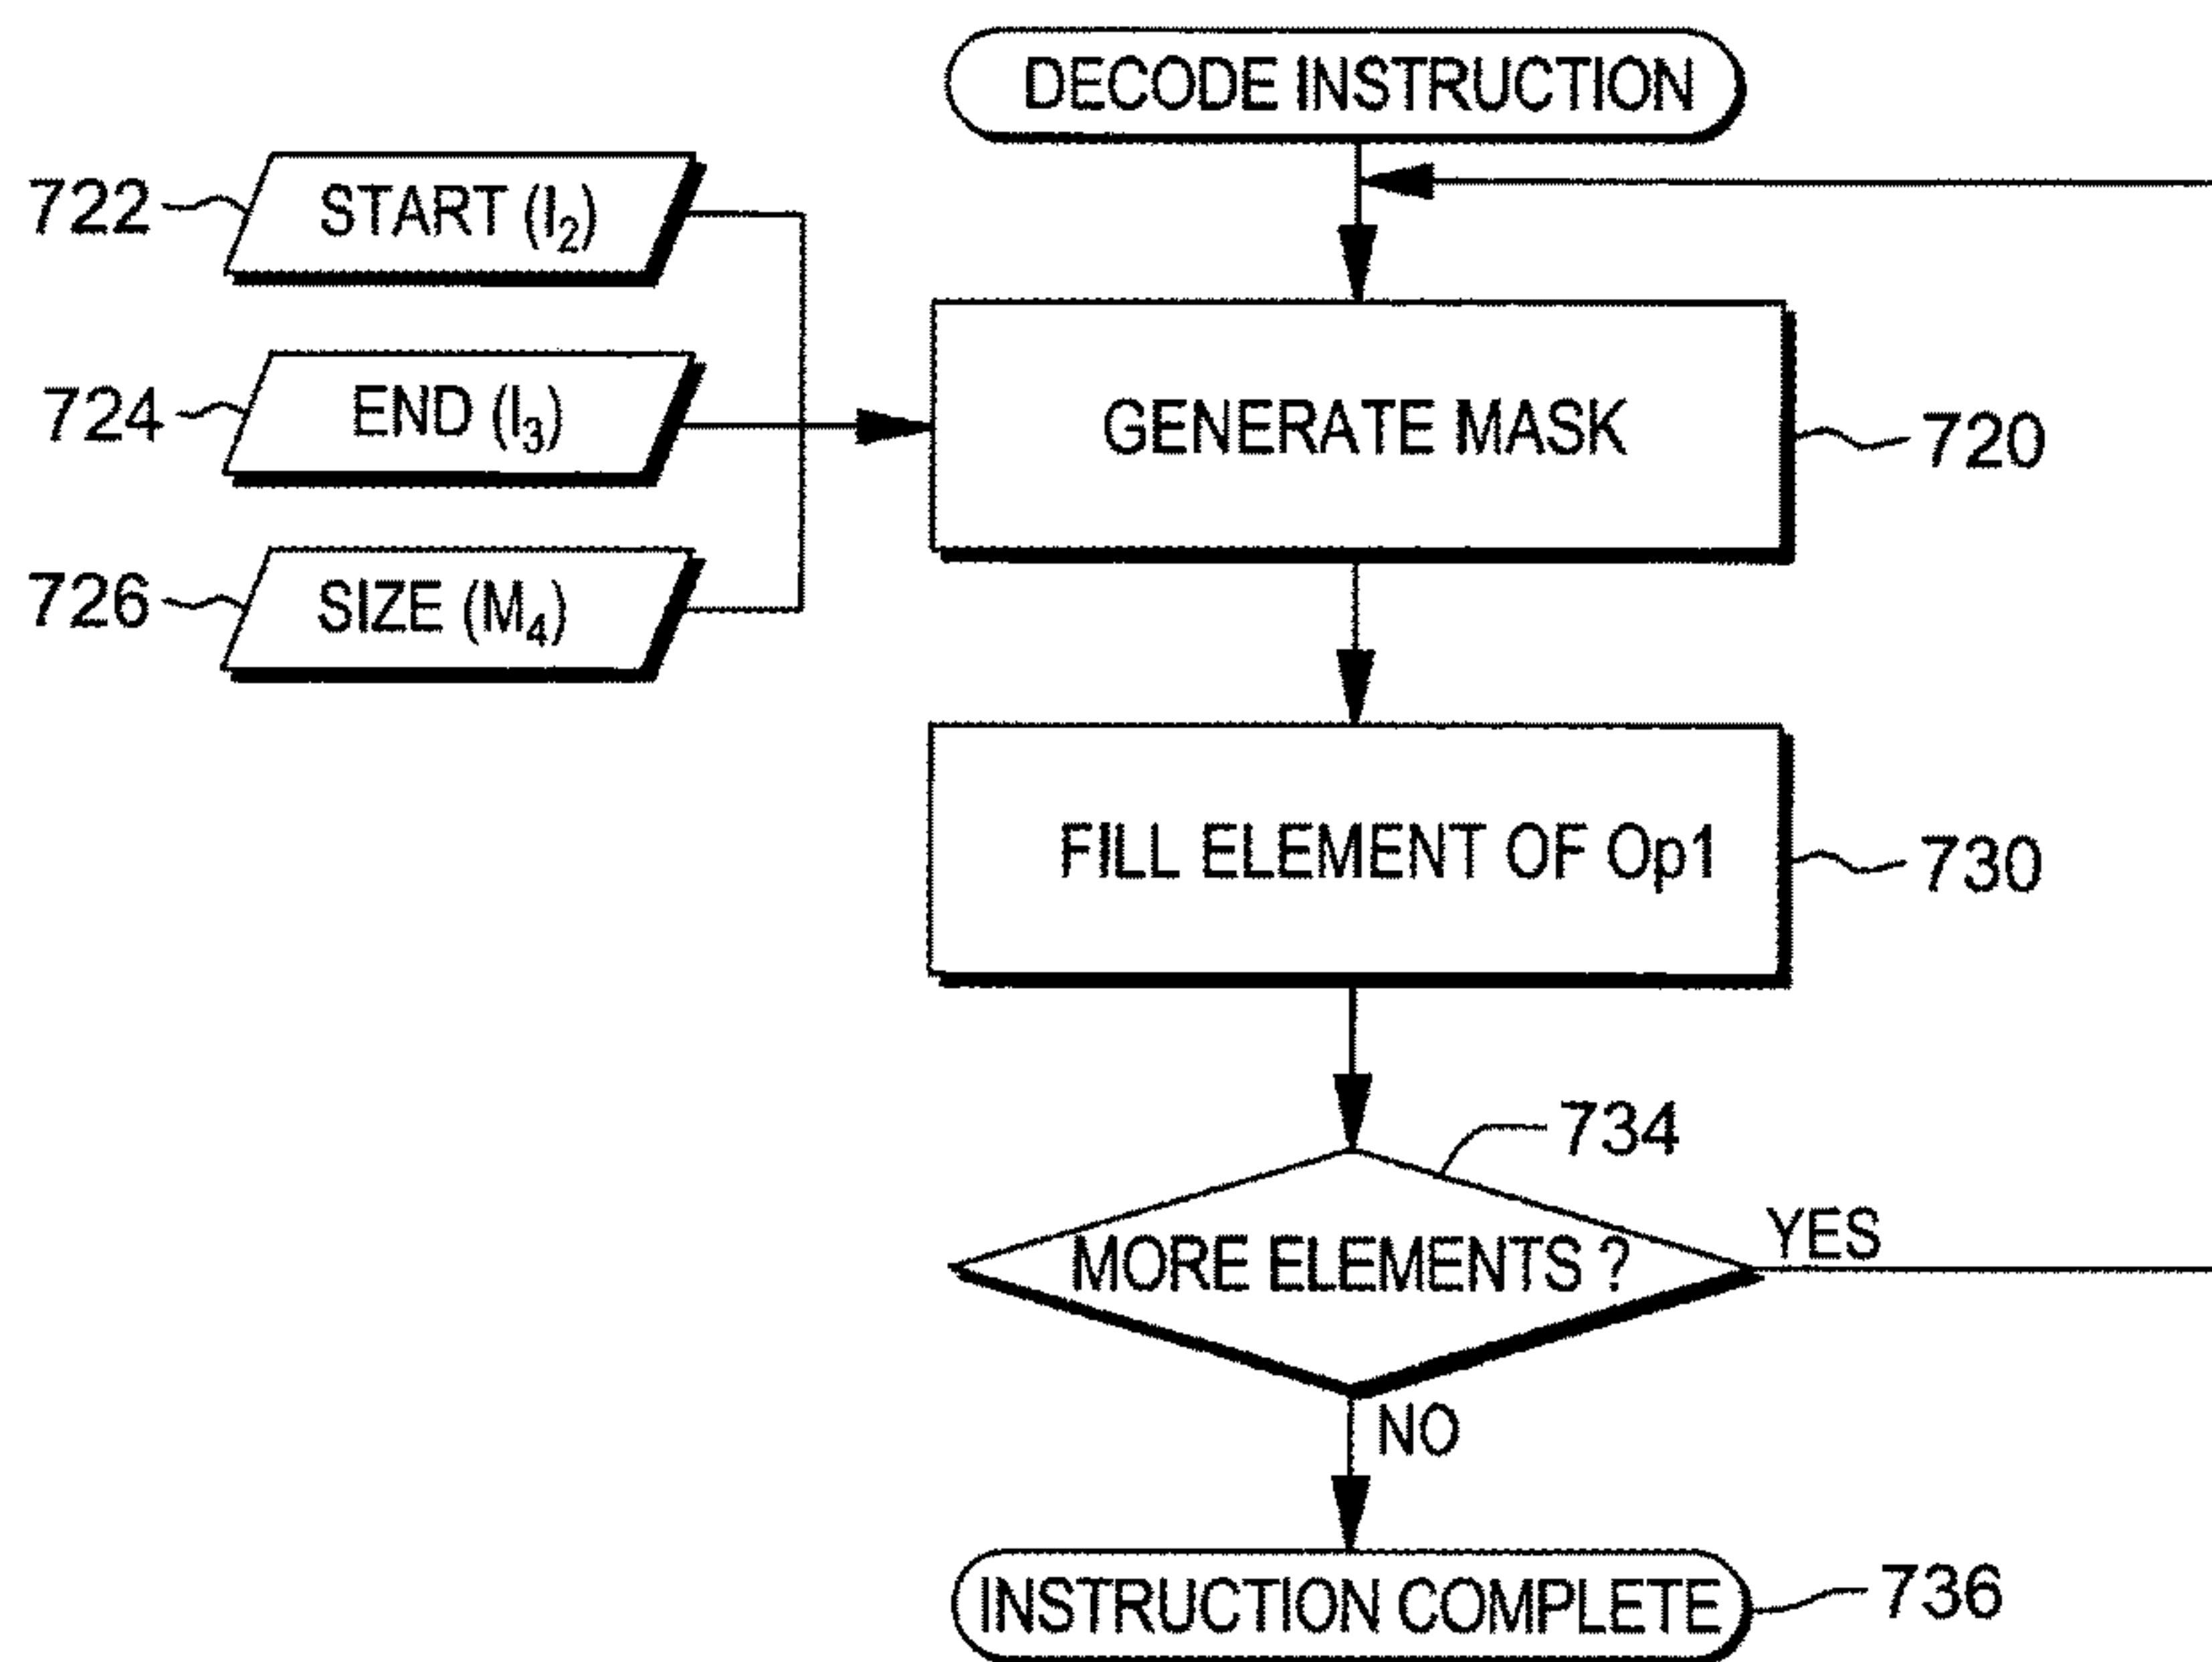 DECODE INSTRUCTION
722 START (I₂)
724 END (I₃)
GENERATE MASK 720
726 SIZE (M₄)
FILL ELEMENT OF Op1 730
734
MORE ELEMENTS ?
YES
NO
INSTRUCTION COMPLETE 736